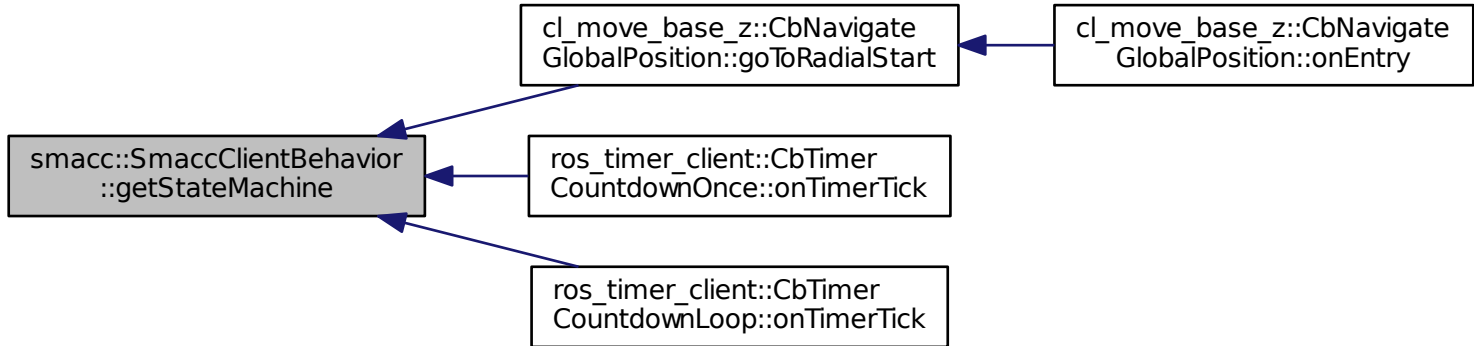 cl_move_base_z::CbNavigate
GlobalPosition::goToRadialStart
cl_move_base_z::CbNavigate
GlobalPosition::onEntry
smacc::SmaccClientBehavior
::getStateMachine
ros_timer_client::CbTimer
CountdownOnce::onTimerTick
ros_timer_client::CbTimer
CountdownLoop::onTimerTick